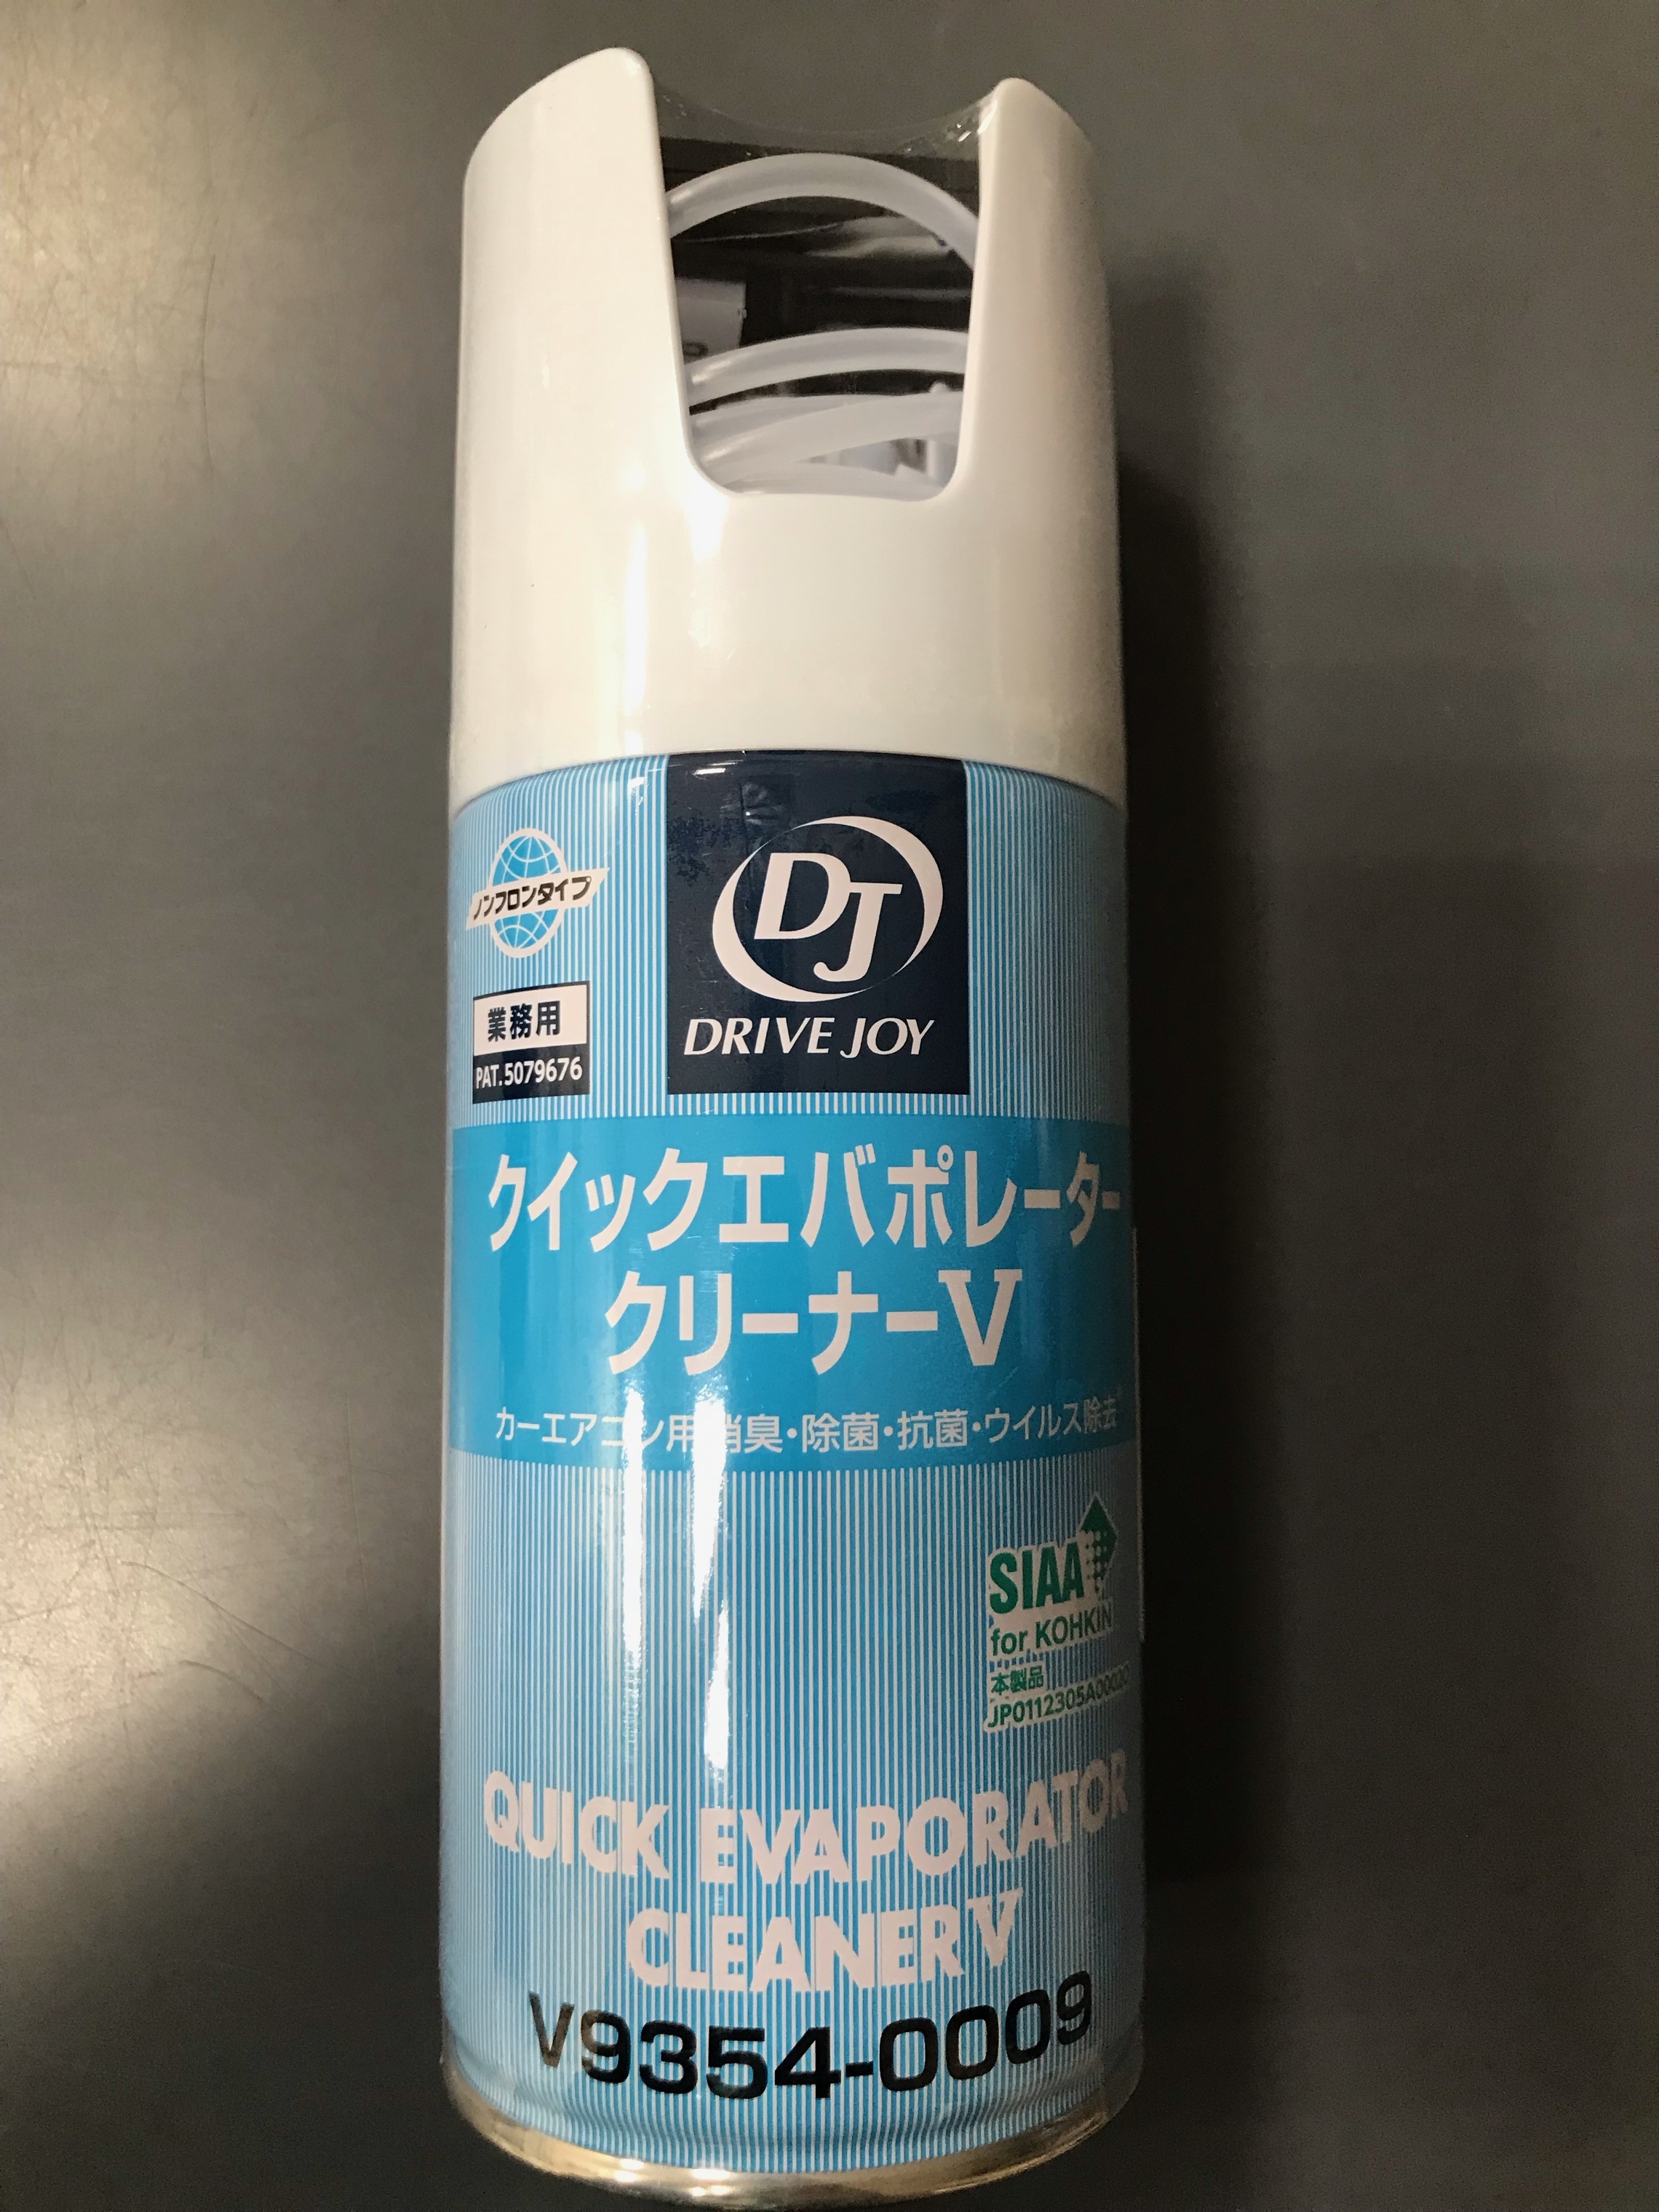 ノンフロンタイプ
業務用
PAT.5079676
DJ
DRIVE JOY
クイックエバポレーター
クリーナーV
カーエアコン用 消臭・除菌・抗菌・ウイルス除去
SIAA
for KOHKIN
本製品
QUICK EVAPORATOR
CLEANER V
V9354-0009